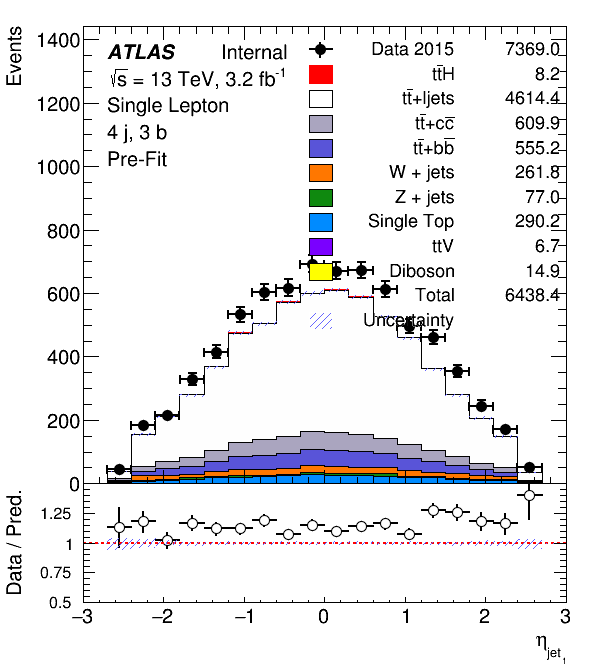 Events
1400
1200
1000
800
600
400
200
0
ATLAS Internal
√s = 13 TeV, 3.2 fb⁻¹
Single Lepton
4 j, 3 b
Pre-Fit
Data 2015 7369.0
tt̄H 8.2
tt̄+ljets 4614.4
tt̄+cc̄ 609.9
tt̄+bb̄ 555.2
W + jets 261.8
Z + jets 77.0
Single Top 290.2
ttV 6.7
Diboson 14.9
Total 6438.4
Uncertainty
Data / Pred.
1.25
1
0.75
0.5
−3 −2 −1 0 1 2 3
η_jet₁